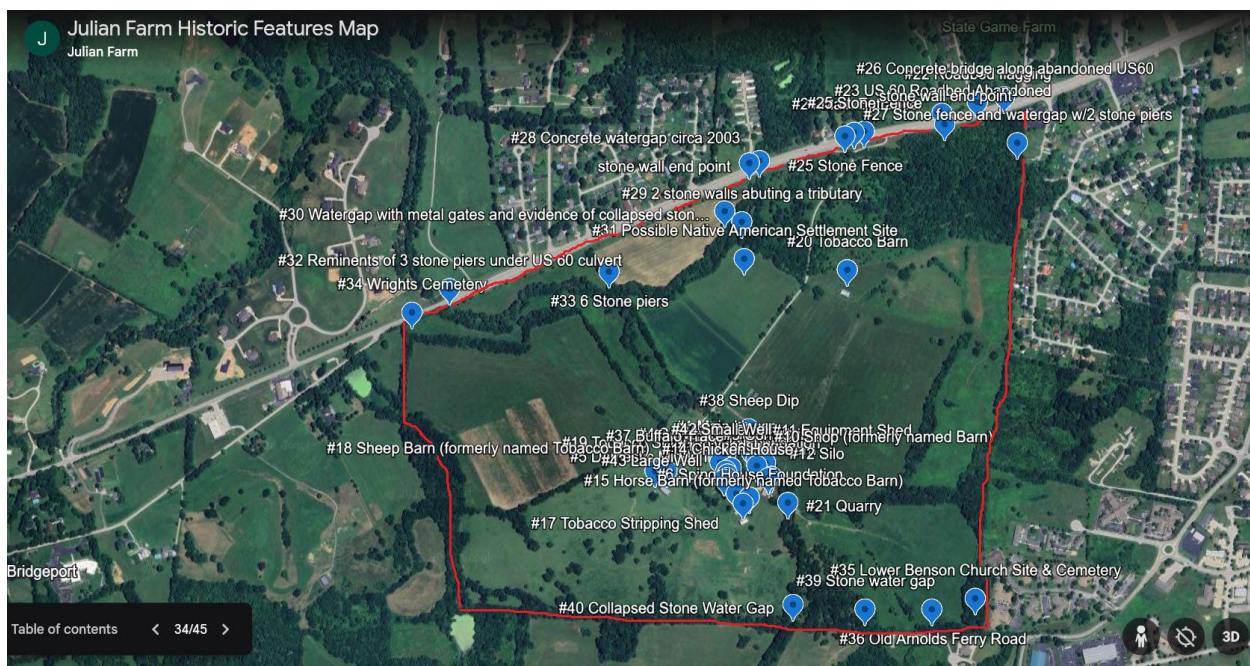 J
Julian Farm Historic Features Map
Julian Farm
State Game Farm
#26 Concrete bridge along abandoned US60
#23 US 60 Roadbed Abandoned
stone wall end point
#25 Stone Fence
#27 Stone fence and watergap w/2 stone piers
#28 Concrete watergap circa 2003
stone wall end point
#25 Stone Fence
#29 2 stone walls abuting a tributary
#30 Watergap with metal gates and evidence of collapsed ston...
#31 Possible Native American Settlement Site
#20 Tobacco Barn
#32 Reminents of 3 stone piers under US 60 culvert
#34 Wrights Cemetery
#33 6 Stone piers
#38 Sheep Dip
#42 Small Well
#11 Equipment Shed
#10 Shop (formerly named Barn)
#18 Sheep Barn (formerly named Tobacco Barn)
#14 Chicken House
#12 Silo
#43 Large Well
#6 Spring House Foundation
#15 Horse Barn (formerly named Tobacco Barn)
#21 Quarry
#17 Tobacco Stripping Shed
Bridgeport
#35 Lower Benson Church Site & Cemetery
#39 Stone water gap
#40 Collapsed Stone Water Gap
#36 Old Arnolds Ferry Road
Table of contents
34/45
3D